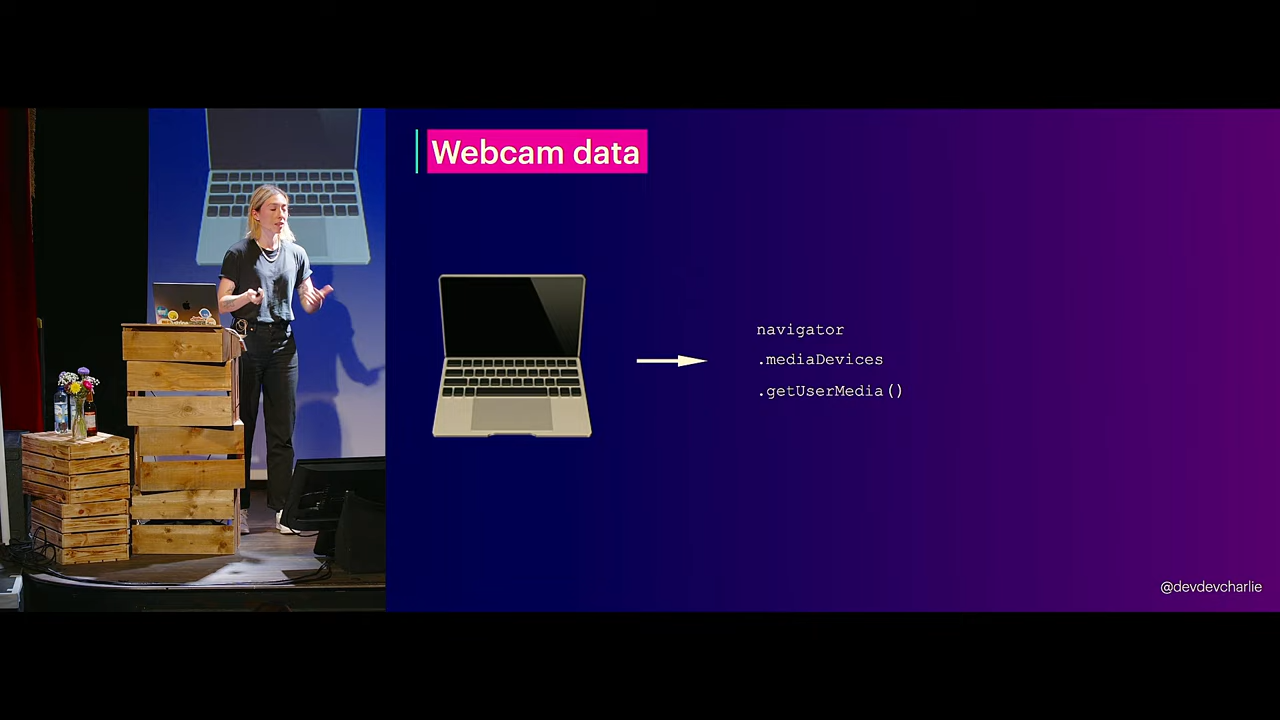 Webcam data
navigator
.mediaDevices
.getUserMedia()
@devdevcharlie